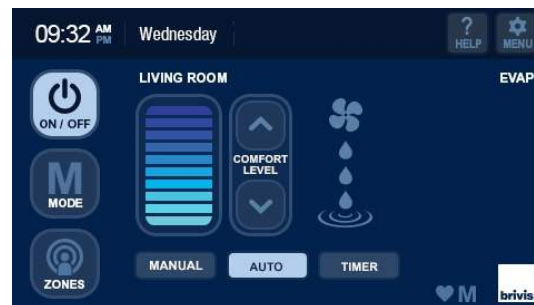 09:32 AM PM Wednesday
? HELP
MENU
LIVING ROOM
EVAP
ON / OFF
COMFORT LEVEL
M
MODE
ZONES
MANUAL
AUTO
TIMER
M
brivis